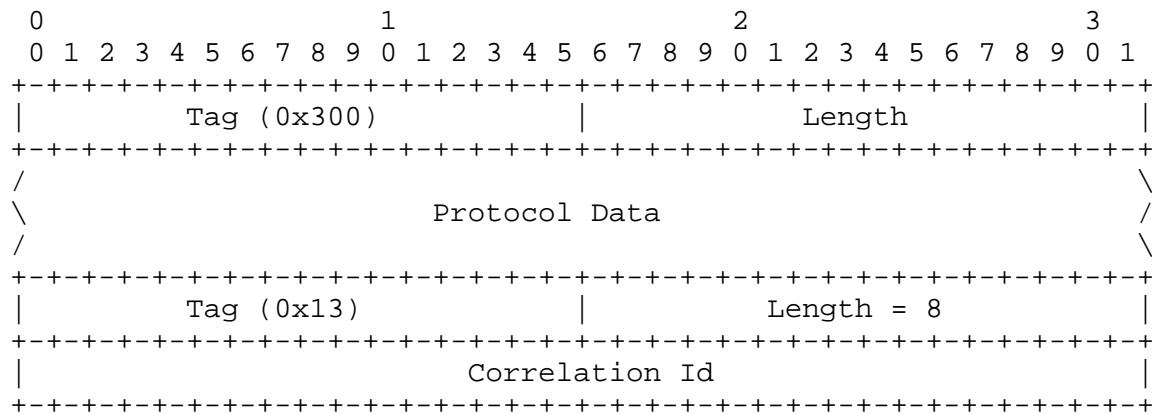 0                   1                   2                   3
 0 1 2 3 4 5 6 7 8 9 0 1 2 3 4 5 6 7 8 9 0 1 2 3 4 5 6 7 8 9 0 1
+-+-+-+-+-+-+-+-+-+-+-+-+-+-+-+-+-+-+-+-+-+-+-+-+-+-+-+-+-+-+-+-+
|         Tag (0x300)           |            Length             |
+-+-+-+-+-+-+-+-+-+-+-+-+-+-+-+-+-+-+-+-+-+-+-+-+-+-+-+-+-+-+-+-+
/                                                               \
\                       Protocol Data                           /
/                                                               \
+-+-+-+-+-+-+-+-+-+-+-+-+-+-+-+-+-+-+-+-+-+-+-+-+-+-+-+-+-+-+-+-+
|         Tag (0x13)            |          Length = 8           |
+-+-+-+-+-+-+-+-+-+-+-+-+-+-+-+-+-+-+-+-+-+-+-+-+-+-+-+-+-+-+-+-+
|                         Correlation Id                        |
+-+-+-+-+-+-+-+-+-+-+-+-+-+-+-+-+-+-+-+-+-+-+-+-+-+-+-+-+-+-+-+-+